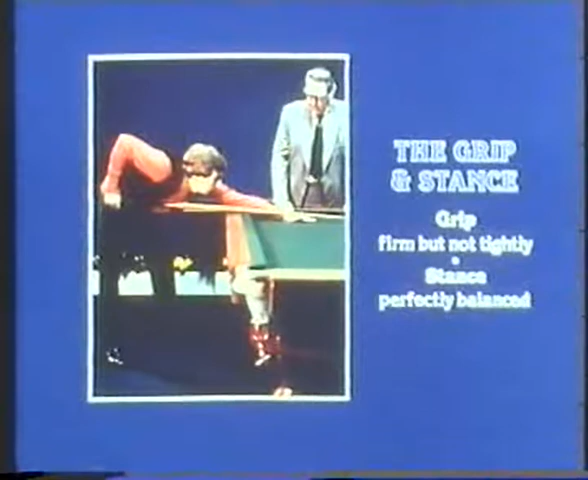 THE GRIP
& STANCE
Grip
firm but not tightly
•
Stance
perfectly balanced